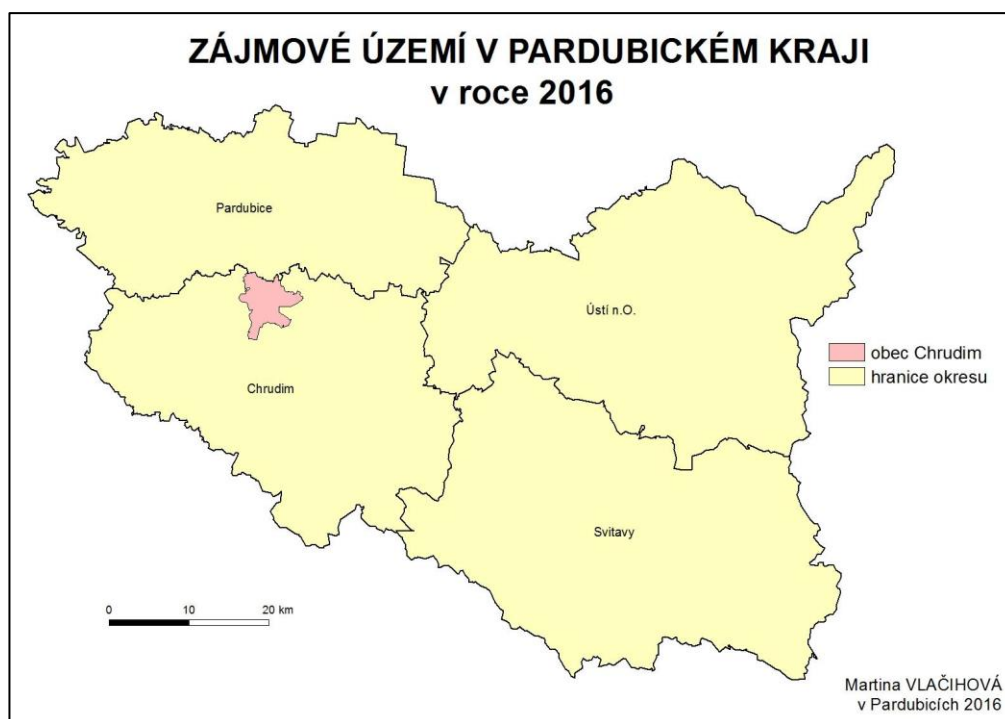 ZÁJMOVÉ ÚZEMÍ V PARDUBICKÉM KRAJI
v roce 2016
Pardubice
Ústí n.O.
obec Chrudim
hranice okresu
Chrudim
Svitavy
0 10 20 km
Martina VLAČIHOVÁ
v Pardubicích 2016